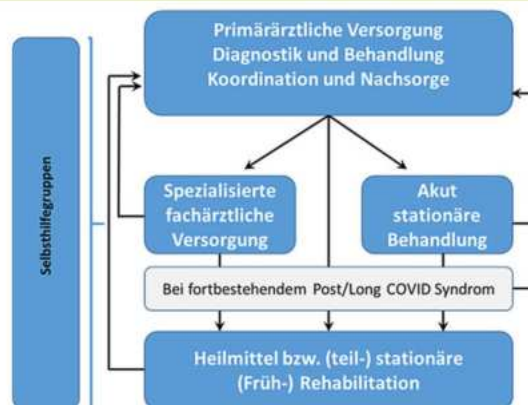 Selbsthilfegruppen
Primärärztliche Versorgung
Diagnostik und Behandlung
Koordination und Nachsorge
Spezialisierte
fachärztliche
Versorgung
Akut
stationäre
Behandlung
Bei fortbestehendem Post/Long COVID Syndrom
Heilmittel bzw. (teil-) stationäre
(Früh-) Rehabilitation